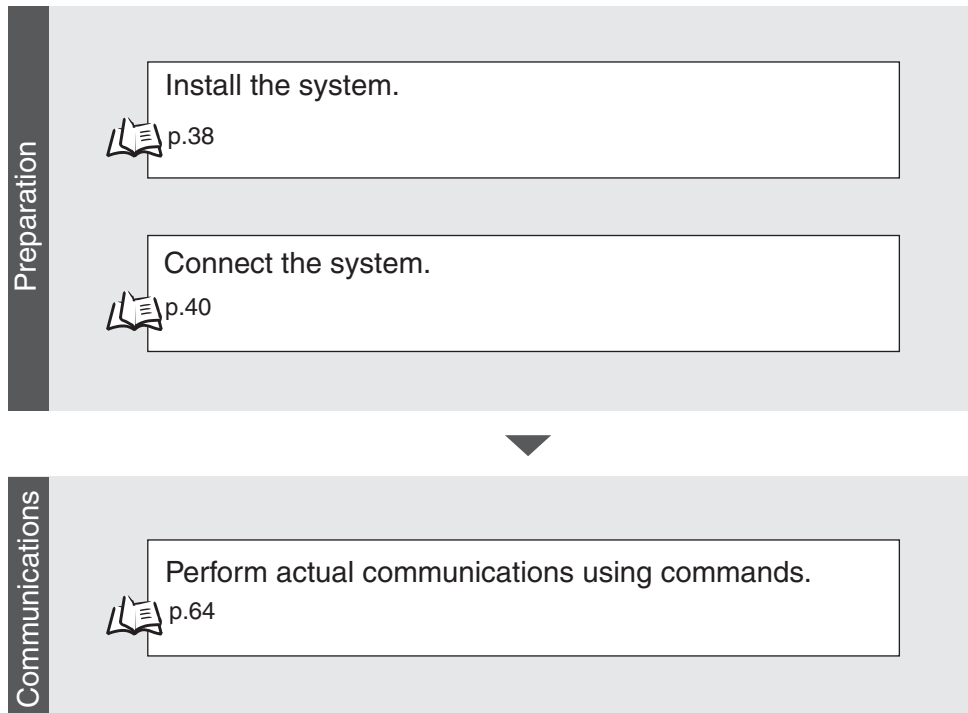 Preparation
Install the system.
p.38
Connect the system.
p.40
Communications
Perform actual communications using commands.
p.64